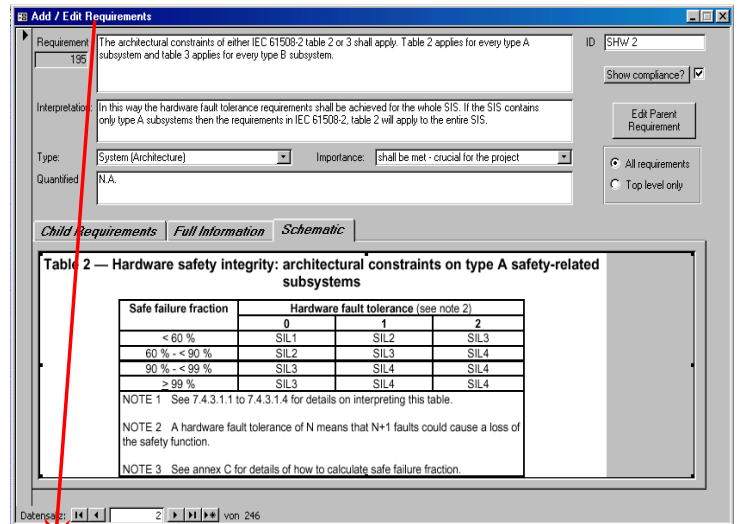 Add / Edit Requirements
Requirement
195
The architectural constraints of either IEC 61508-2 table 2 or 3 shall apply. Table 2 applies for every type A
subsystem and table 3 applies for every type B subsystem.
ID
SHW 2
Show compliance?
Interpretation:
In this way the hardware fault tolerance requirements shall be achieved for the whole SIS. If the SIS contains
only type A subsystems then the requirements in IEC 61508-2, table 2 will apply to the entire SIS.
Edit Parent
Requirement
Type:
System (Architecture)
Importance:
shall be met - crucial for the project
All requirements
Top level only
Quantified
N.A.
Child Requirements
Full Information
Schematic
Table 2 — Hardware safety integrity: architectural constraints on type A safety-related
subsystems
Safe failure fraction Hardware fault tolerance (see note 2)
0 1 2
< 60 % SIL1 SIL2 SIL3
60 % - < 90 % SIL2 SIL3 SIL4
90 % - < 99 % SIL3 SIL4 SIL4
≥ 99 % SIL3 SIL4 SIL4
NOTE 1 See 7.4.3.1.1 to 7.4.3.1.4 for details on interpreting this table.
NOTE 2 A hardware fault tolerance of N means that N+1 faults could cause a loss of
the safety function.
NOTE 3 See annex C for details of how to calculate safe failure fraction.
Datensatz: 2 von 246